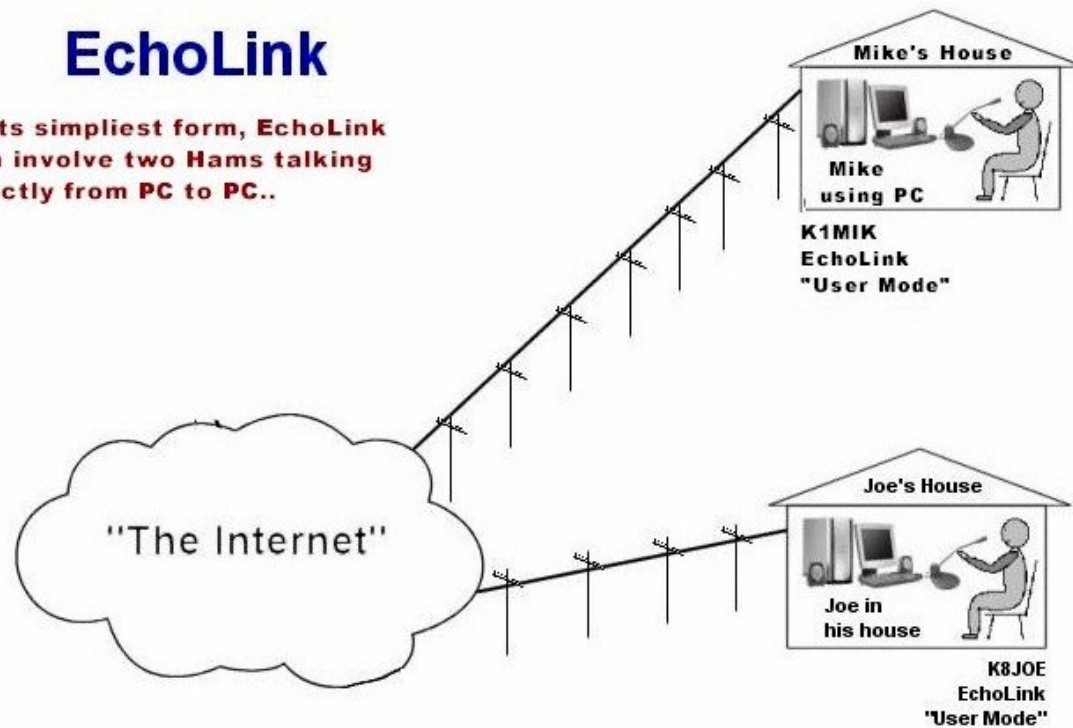 EchoLink
ts simpliest form, EchoLink
involve two Hams talking
ctly from PC to PC..
Mike's House
Mike
using PC
K1MIK
EchoLink
"User Mode"
"The Internet"
Joe's House
Joe in
his house
K8JOE
EchoLink
"User Mode"